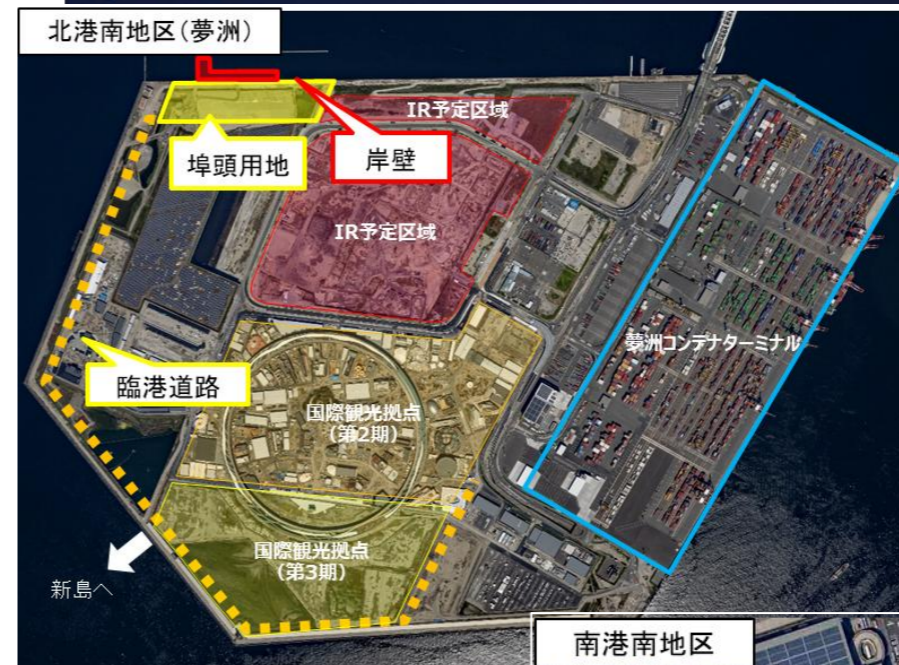 北港南地区(夢洲)
IR予定区域
埠頭用地
岸壁
IR予定区域
夢洲コンテナターミナル
臨港道路
国際観光拠点
(第2期)
国際観光拠点
(第3期)
新島へ
南港南地区